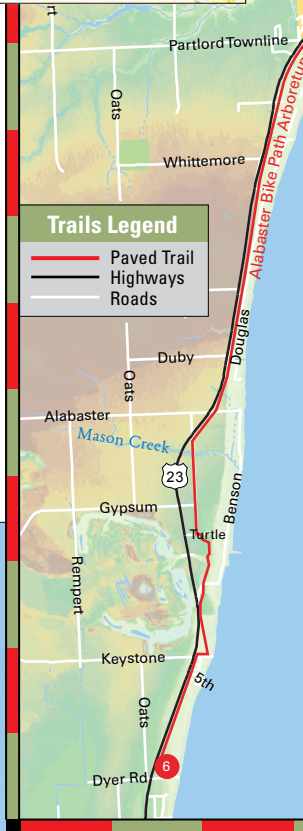 rt
Partlord Townline
Oats
Whittemore
Alabaster Bike Path Arboretum
Trails Legend
Paved Trail
Highways
Roads
Douglas
Duby
Oats
Alabaster
Mason Creek
23
Benson
Gypsum
Turtle
Rempert
Keystone
5th
Oats
6
Dyer Rd.